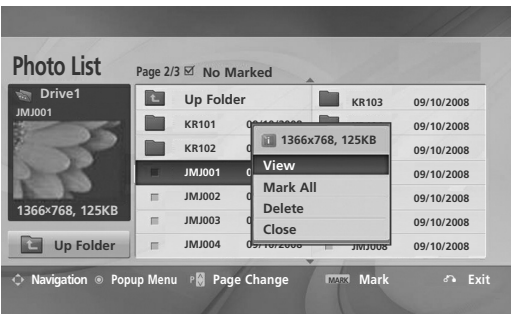 Photo List
Page 2/3 No Marked
Drive1
JMJ001
1366x768, 125KB
Up Folder
Up Folder
KR101
KR102
JMJ001
JMJ002
JMJ003
JMJ004
KR103 09/10/2008
09/10/2008
09/10/2008
09/10/2008
09/10/2008
09/10/2008
JMJ008 09/10/2008
1366x768, 125KB
View
Mark All
Delete
Close
Navigation Popup Menu P Page Change MARK Mark Exit